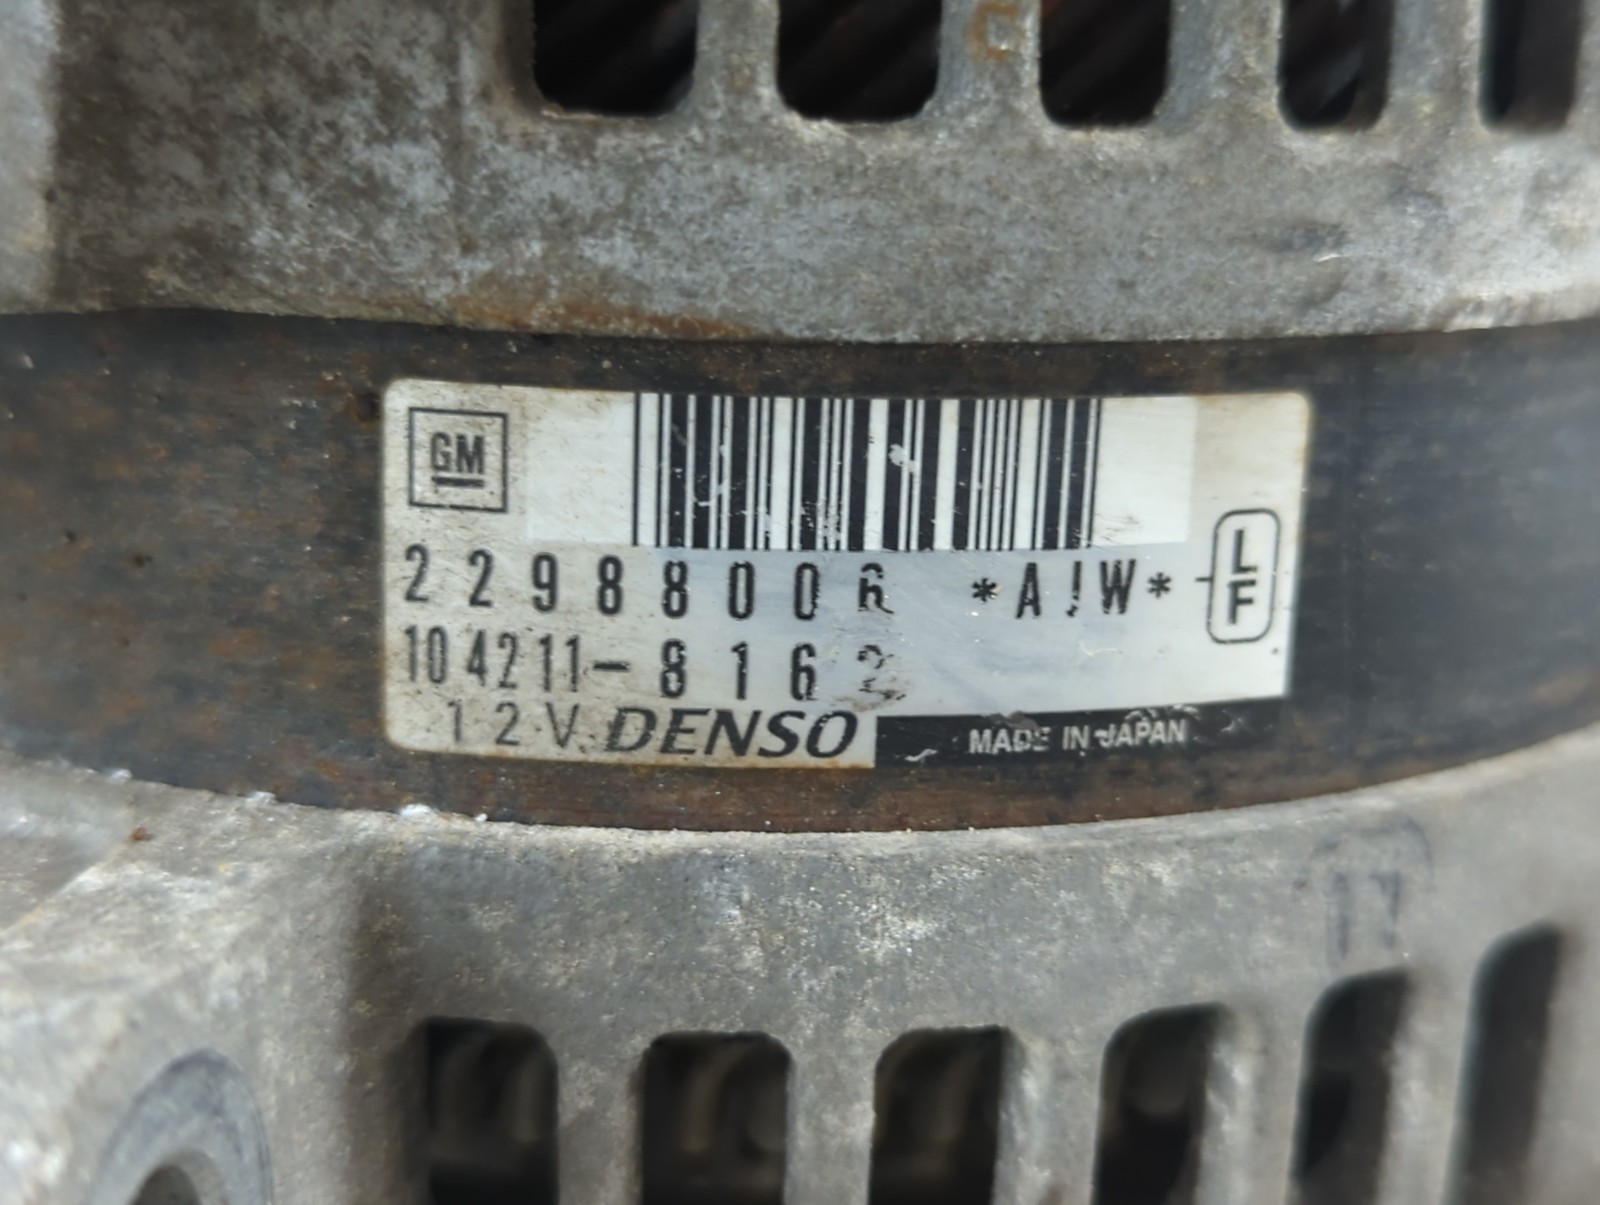 GM
22988006 *AJW*
LF
104211-8162
12V DENSO
MADE IN JAPAN